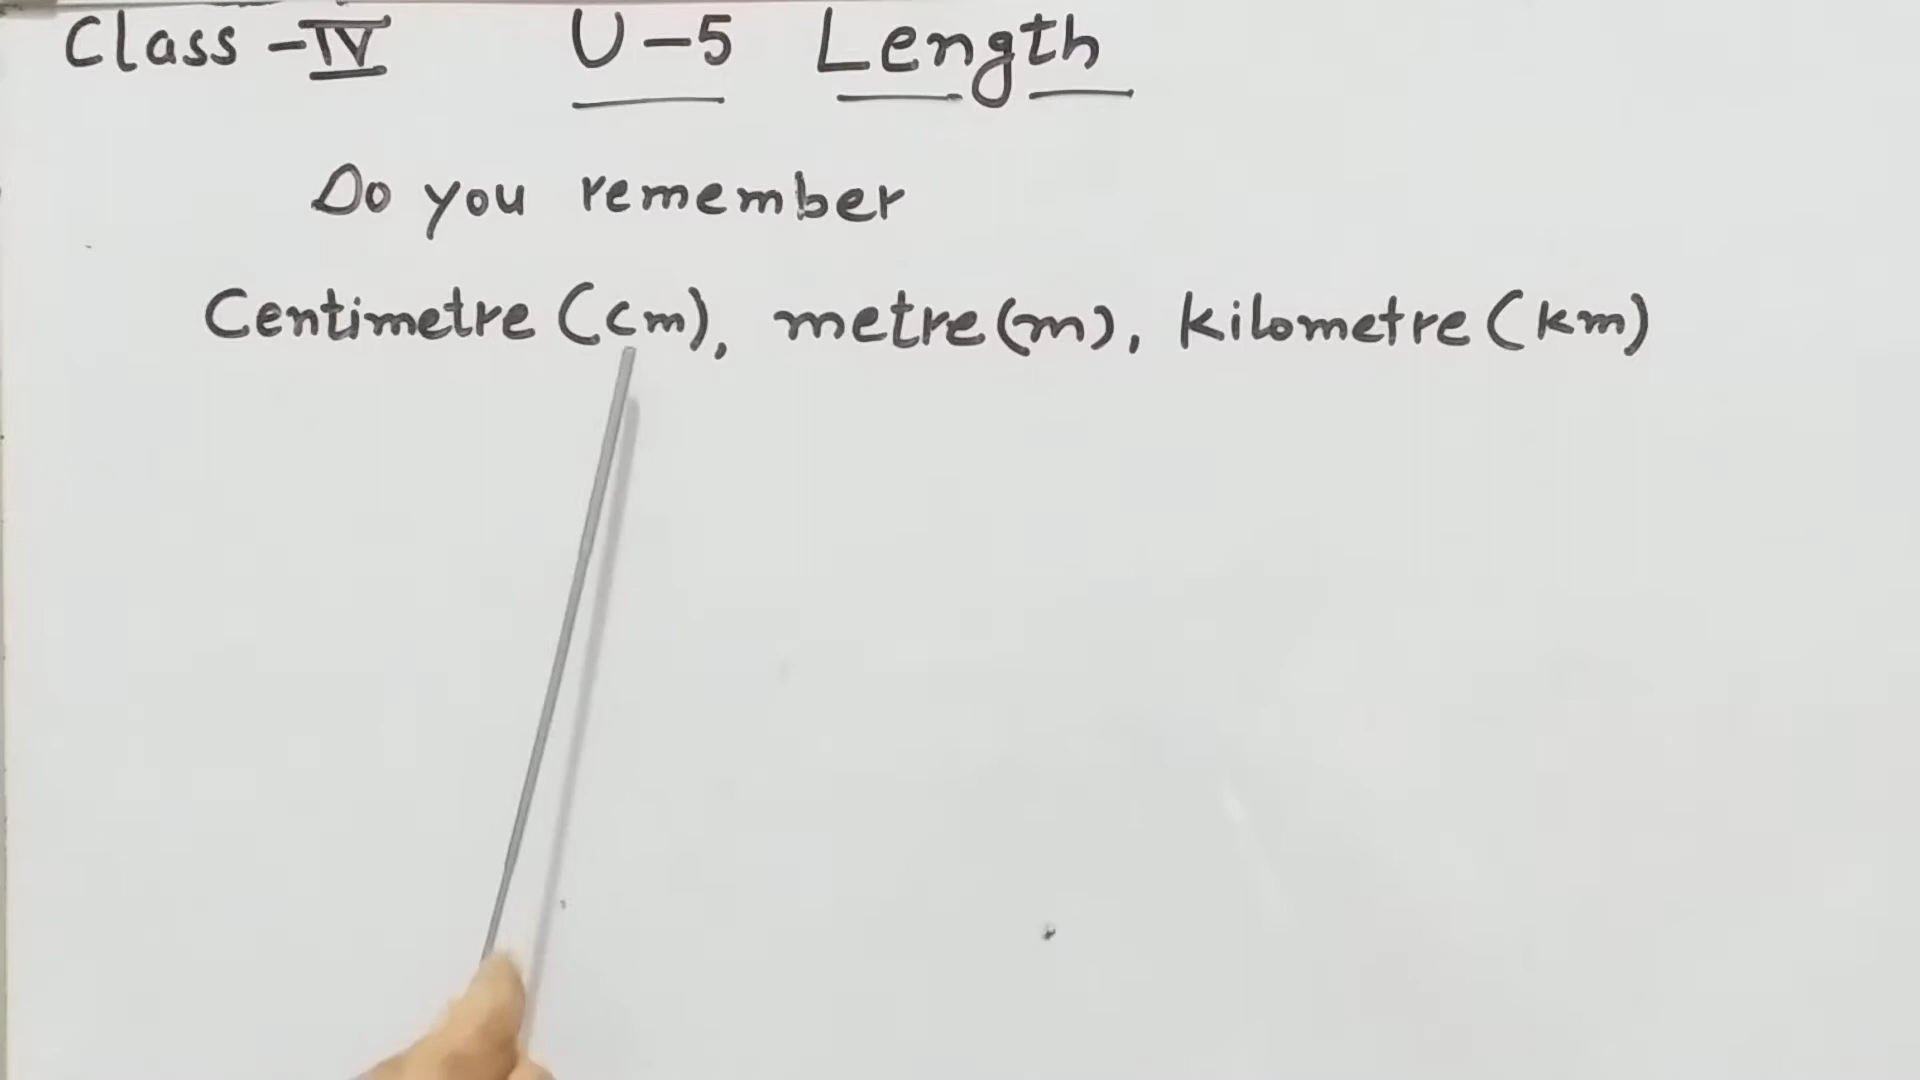 Class - IV U-5 Length
Do you remember
Centimetre (cm), metre (m), kilometre (km)